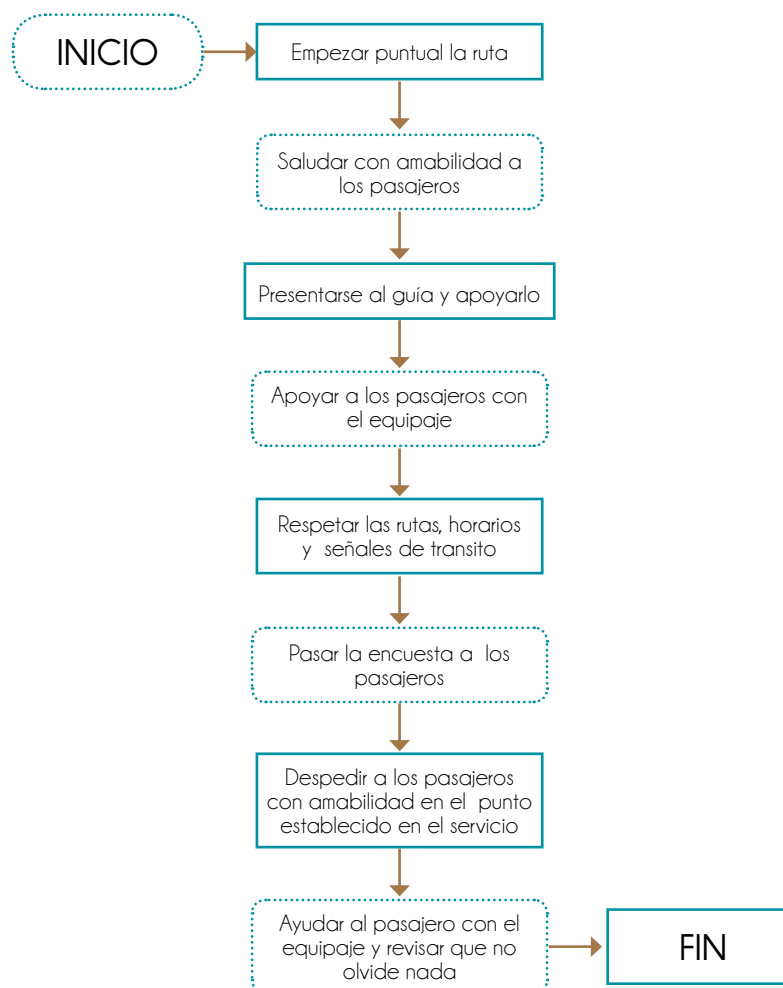 INICIO
Empezar puntual la ruta
Saludar con amabilidad a
los pasajeros
Presentarse al guía y apoyarlo
Apoyar a los pasajeros con
el equipaje
Respetar las rutas, horarios
y señales de transito
Pasar la encuesta a los
pasajeros
Despedir a los pasajeros
con amabilidad en el punto
establecido en el servicio
Ayudar al pasajero con el
equipaje y revisar que no
olvide nada
FIN